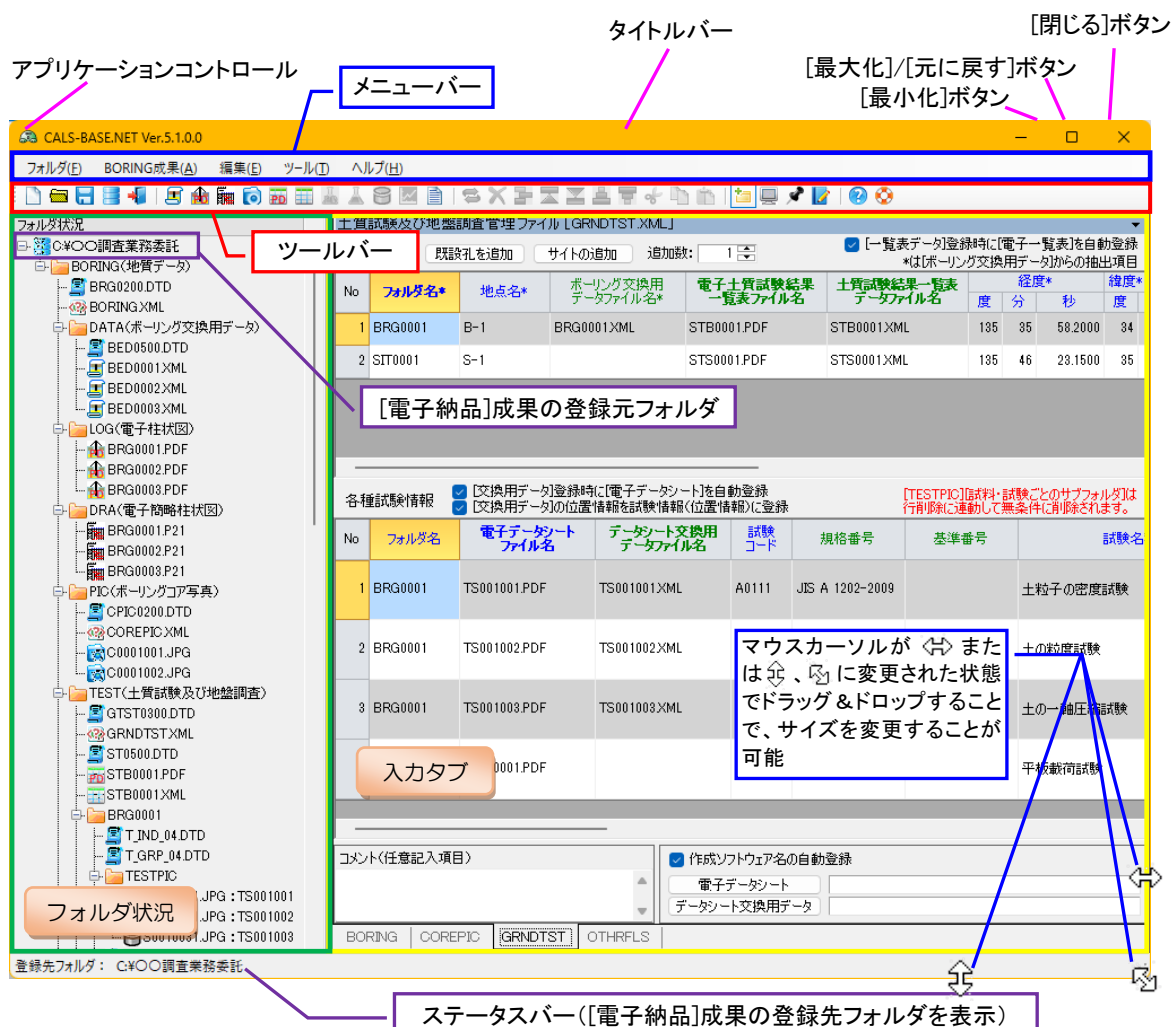 タイトルバー
[閉じる]ボタン
アプリケーションコントロール
メニューバー
[最大化]/[元に戻す]ボタン
[最小化]ボタン
CALS-BASE.NET Ver.5.1.0.0
フォルダ(F) BORING成果(A) 編集(E) ツール(T) ヘルプ(H)
ツールバー
フォルダ状況
C:¥〇〇調査業務委託
BORING(地質データ)
BRG0200.DTD
BORING.XML
DATA(ボーリング交換用データ)
BED0500.DTD
BED0001.XML
BED0002.XML
BED0003.XML
LOG(電子柱状図)
BRG0001.PDF
BRG0002.PDF
BRG0003.PDF
DRA(電子簡略柱状図)
BRG0001.P21
BRG0002.P21
BRG0003.P21
PIC(ボーリングコア写真)
CPIC0200.DTD
COREPIC.XML
C0001001.JPG
C0001002.JPG
TEST(土質試験及び地盤調査)
GTST0300.DTD
GRNDTST.XML
ST0500.DTD
STB0001.PDF
STB0001.XML
BRG0001
T_IND_04.DTD
T_GRP_04.DTD
TESTPIC
.JPG : TS001001
.JPG : TS001002
S0010031.JPG : TS001003
フォルダ状況
土質試験及び地盤調査管理ファイル [GRNDTST.XML]
既設孔を追加 サイトの追加 追加数: 1
[一覧表データ]登録時に[電子一覧表]を自動登録
*は[ボーリング交換用データ]からの抽出項目
No フォルダ名* 地点名* ボーリング交換用データファイル名* 電子土質試験結果一覧表ファイル名 土質試験結果一覧表データファイル名 経度* 緯度*
度 分 秒 度
1 BRG0001 B-1 BRG0001.XML STB0001.PDF STB0001.XML 135 35 58.2000 34
2 SIT0001 S-1 STS0001.PDF STS0001.XML 135 46 23.1500 35
[電子納品]成果の登録元フォルダ
各種試験情報
[交換用データ]登録時に[電子データシート]を自動登録
[交換用データ]の位置情報を試験情報(位置情報)に登録
[TESTPIC][試料・試験ごとのサブフォルダ]は
行削除に連動して無条件に削除されます。
No フォルダ名 電子データシートファイル名 データシート交換用データファイル名 試験コード 規格番号 基準番号 試験名
1 BRG0001 TS001001.PDF TS001001.XML A0111 JIS A 1202-2009 土粒子の密度試験
2 BRG0001 TS001002.PDF TS001002.XML 土の粒度試験
3 BRG0001 TS001003.PDF TS001003.XML 土の一軸圧縮試験
0001.PDF 平板載荷試験
マウスカーソルが また
は 、 に変更された状態
でドラッグ&ドロップすること
で、サイズを変更することが
可能
入力タブ
コメント(任意記入項目)
作成ソフトウェア名の自動登録
電子データシート
データシート交換用データ
BORING COREPIC GRNDTST OTHRFLS
登録先フォルダ: C:¥〇〇調査業務委託
ステータスバー([電子納品]成果の登録先フォルダを表示)